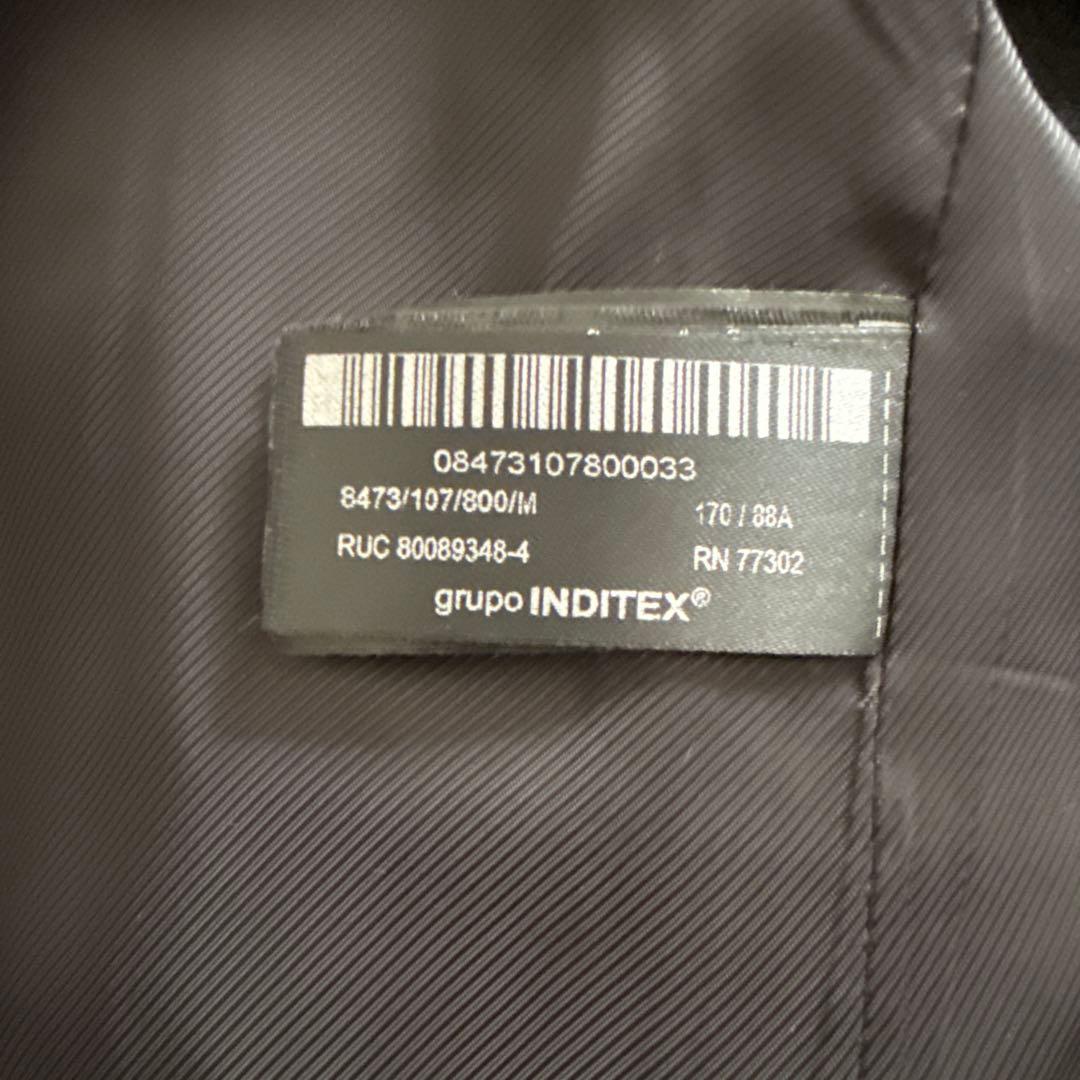 08473107800033
8473/107/800/M 170 / 88A
RUC 80089348-4 RN 77302
grupo INDITEX®